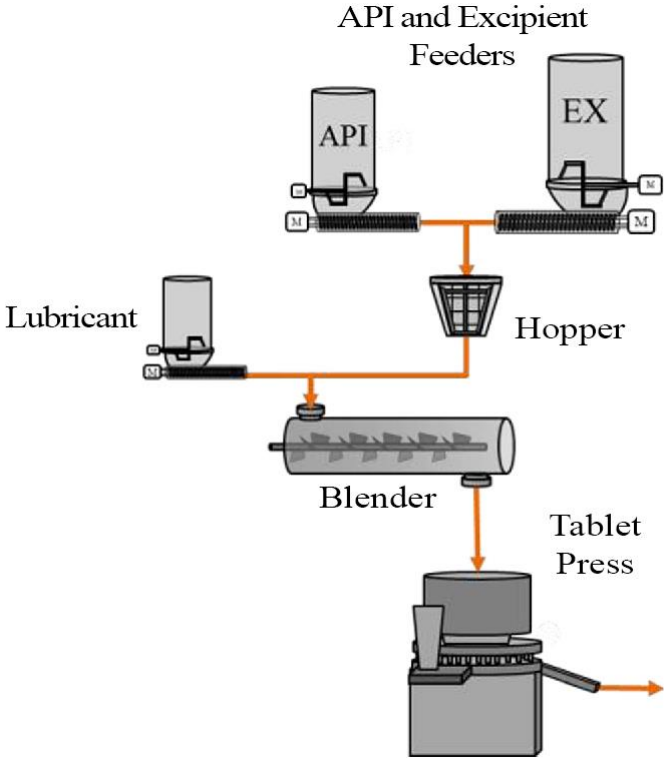 API and Excipient
Feeders
API
EX
M
M
M
M
Lubricant
Hopper
M
Blender
Tablet
Press